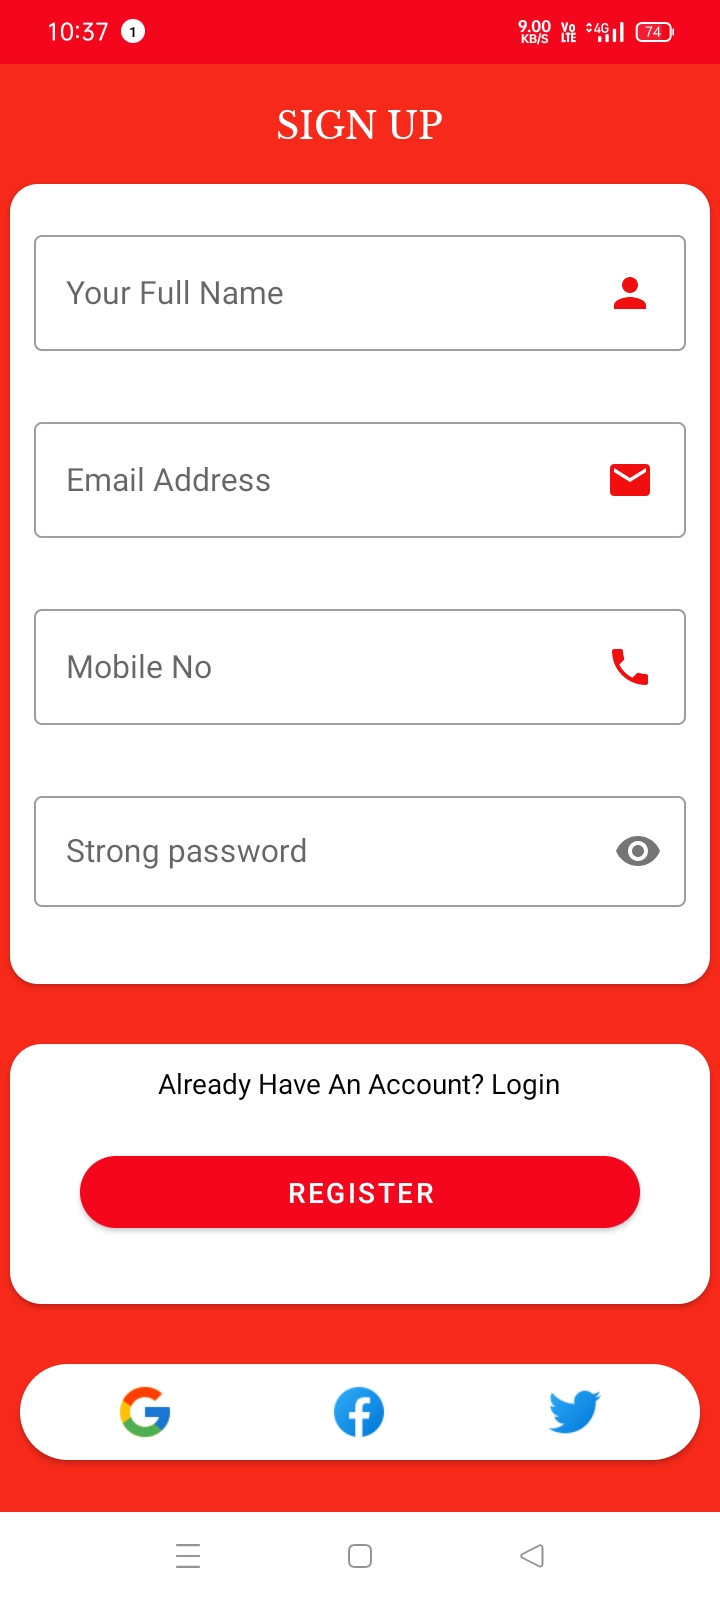 10:37 1 9.00 KB/S Vo LTE 4G 74
SIGN UP
Your Full Name
Email Address
Mobile No
Strong password
Already Have An Account? Login
REGISTER